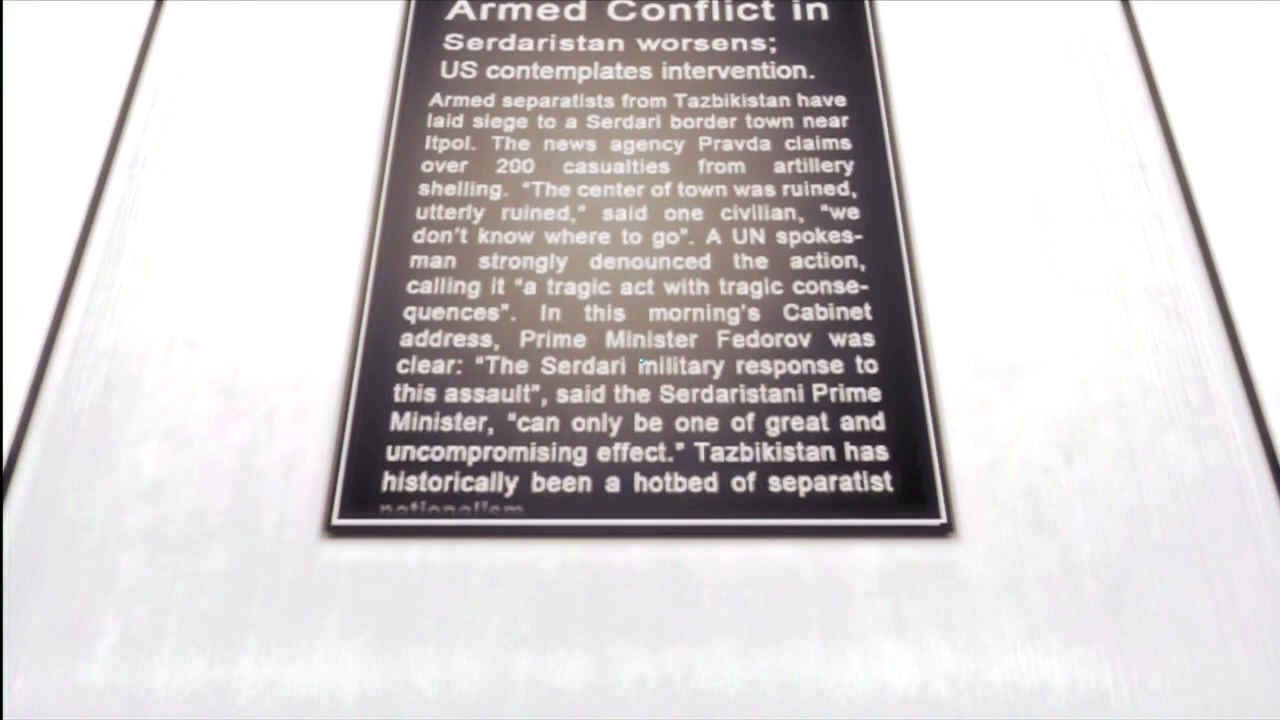 Armed Conflict in
Serdaristan worsens;
US contemplates intervention.
Armed separatists from Tazbikistan have
laid siege to a Serdari border town near
Itpol. The news agency Pravda claims
over 200 casualties from artillery
shelling. "The center of town was ruined,
utterly ruined," said one civilian, "we
don't know where to go". A UN spokes-
man strongly denounced the action,
calling it "a tragic act with tragic conse-
quences". In this morning's Cabinet
address, Prime Minister Fedorov was
clear: "The Serdari military response to
this assault", said the Serdaristani Prime
Minister, "can only be one of great and
uncompromising effect." Tazbikistan has
historically been a hotbed of separatist
nationalism